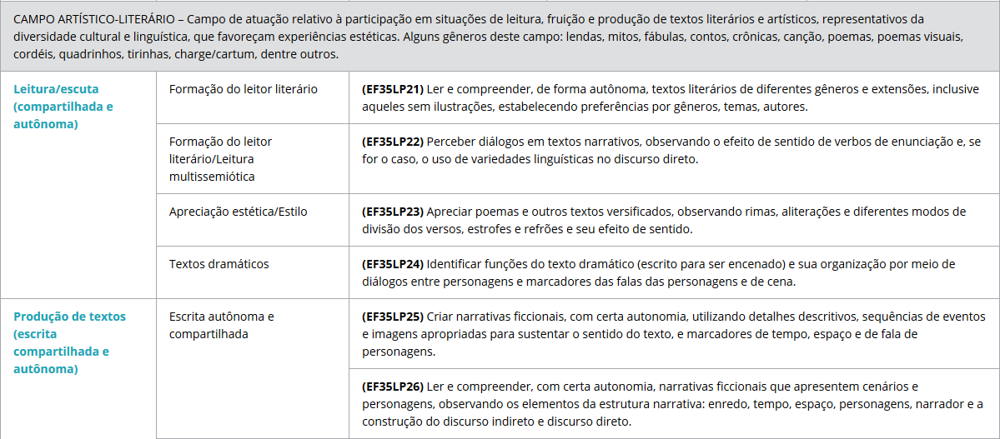 CAMPO ARTÍSTICO-LITERÁRIO – Campo de atuação relativo à participação em situações de leitura, fruição e produção de textos literários e artísticos, representativos da
diversidade cultural e linguística, que favoreçam experiências estéticas. Alguns gêneros deste campo: lendas, mitos, fábulas, contos, crônicas, canção, poemas, poemas visuais,
cordéis, quadrinhos, tirinhas, charge/cartum, dentre outros.
Leitura/escuta
(compartilhada e
autônoma)
Formação do leitor literário
(EF35LP21) Ler e compreender, de forma autônoma, textos literários de diferentes gêneros e extensões, inclusive
aqueles sem ilustrações, estabelecendo preferências por gêneros, temas, autores.
Formação do leitor
literário/Leitura
multissemiótica
(EF35LP22) Perceber diálogos em textos narrativos, observando o efeito de sentido de verbos de enunciação e, se
for o caso, o uso de variedades linguísticas no discurso direto.
Apreciação estética/Estilo
(EF35LP23) Apreciar poemas e outros textos versificados, observando rimas, aliterações e diferentes modos de
divisão dos versos, estrofes e refrões e seu efeito de sentido.
Textos dramáticos
(EF35LP24) Identificar funções do texto dramático (escrito para ser encenado) e sua organização por meio de
diálogos entre personagens e marcadores das falas das personagens e de cena.
Produção de textos
(escrita
compartilhada e
autônoma)
Escrita autônoma e
compartilhada
(EF35LP25) Criar narrativas ficcionais, com certa autonomia, utilizando detalhes descritivos, sequências de eventos
e imagens apropriadas para sustentar o sentido do texto, e marcadores de tempo, espaço e de fala de
personagens.
(EF35LP26) Ler e compreender, com certa autonomia, narrativas ficcionais que apresentem cenários e
personagens, observando os elementos da estrutura narrativa: enredo, tempo, espaço, personagens, narrador e a
construção do discurso indireto e discurso direto.